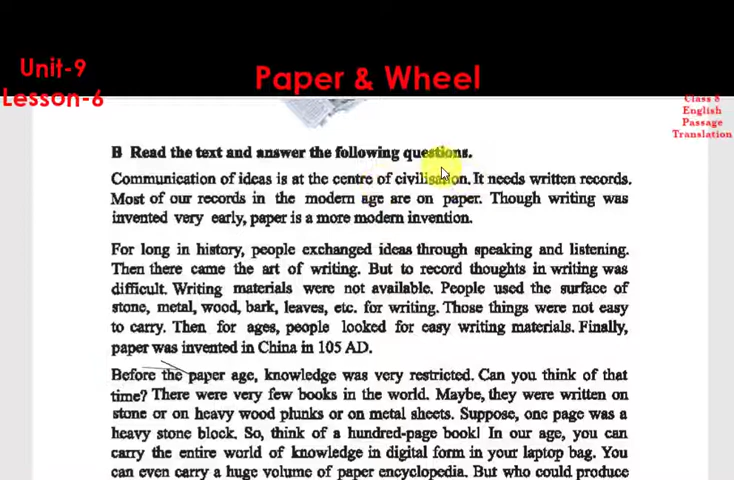 Unit-9
Lesson-6
Paper & Wheel
Class 8
English
Passage
Translation
B Read the text and answer the following questions.
Communication of ideas is at the centre of civilisation. It needs written records.
Most of our records in the modern age are on paper. Though writing was
invented very early, paper is a more modern invention.
For long in history, people exchanged ideas through speaking and listening.
Then there came the art of writing. But to record thoughts in writing was
difficult. Writing materials were not available. People used the surface of
stone, metal, wood, bark, leaves, etc. for writing. Those things were not easy
to carry. Then for ages, people looked for easy writing materials. Finally,
paper was invented in China in 105 AD.
Before the paper age, knowledge was very restricted. Can you think of that
time? There were very few books in the world. Maybe, they were written on
stone or on heavy wood plunks or on metal sheets. Suppose, one page was a
heavy stone block. So, think of a hundred-page book! In our age, you can
carry the entire world of knowledge in digital form in your laptop bag. You
can even carry a huge volume of paper encyclopedia. But who could produce